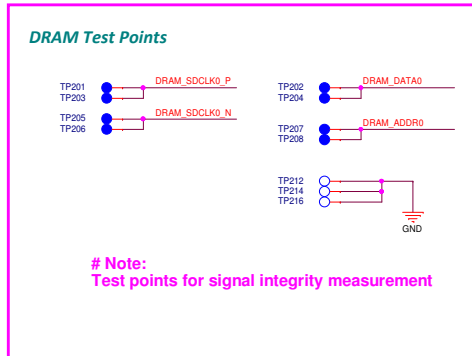 DRAM Test Points
TP201
DRAM_SDCLK0_P
TP203
TP205
DRAM_SDCLK0_N
TP206
TP202
DRAM_DATA0
TP204
TP207
DRAM_ADDR0
TP208
TP212
TP214
TP216
GND
# Note:
Test points for signal integrity measurement